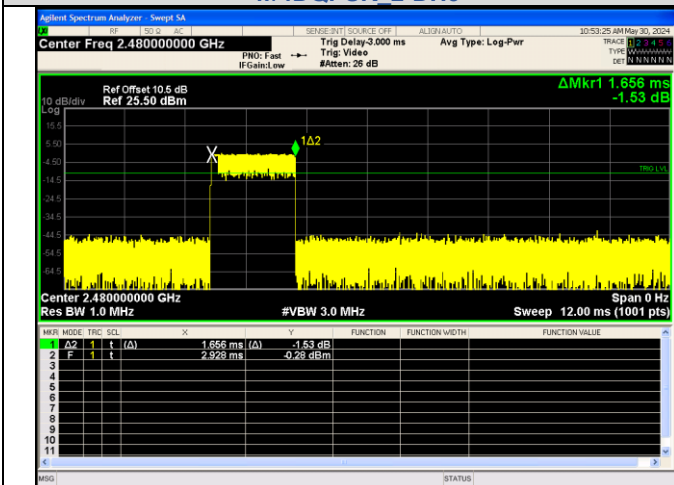 Agilent Spectrum Analyzer - Swept SA
RF 50 Ω AC SENSE:INT SOURCE OFF ALIGN AUTO 10:53:25 AM May 30, 2024
Center Freq 2.480000000 GHz
PNO: Fast
IFGain:Low
Trig Delay-3.000 ms
Trig: Video
#Atten: 26 dB
Avg Type: Log-Pwr
TRACE 1 2 3 4 5 6
TYPE
DET N N N N N N
ΔMkr1 1.656 ms
-1.53 dB
Ref Offset 10.5 dB
10 dB/div Ref 25.50 dBm
Log
15.5
5.50
-4.50
-14.5
-24.5
-34.5
-44.5
-54.5
-64.5
1Δ2
TRIG LVL
Center 2.480000000 GHz Span 0 Hz
Res BW 1.0 MHz #VBW 3.0 MHz Sweep 12.00 ms (1001 pts)
MKR MODE TRC SCL X Y FUNCTION FUNCTION WIDTH FUNCTION VALUE
1 Δ2 1 t (Δ) 1.656 ms (Δ) -1.53 dB
2 F 1 t 2.928 ms -0.28 dBm
3
4
5
6
7
8
9
10
11
MSG STATUS